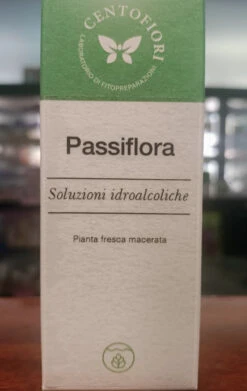 CENTOFIORI
LABORATORIO DI FITOPREPARAZIONI
Passiflora
Soluzioni idroalcoliche
Pianta fresca macerata